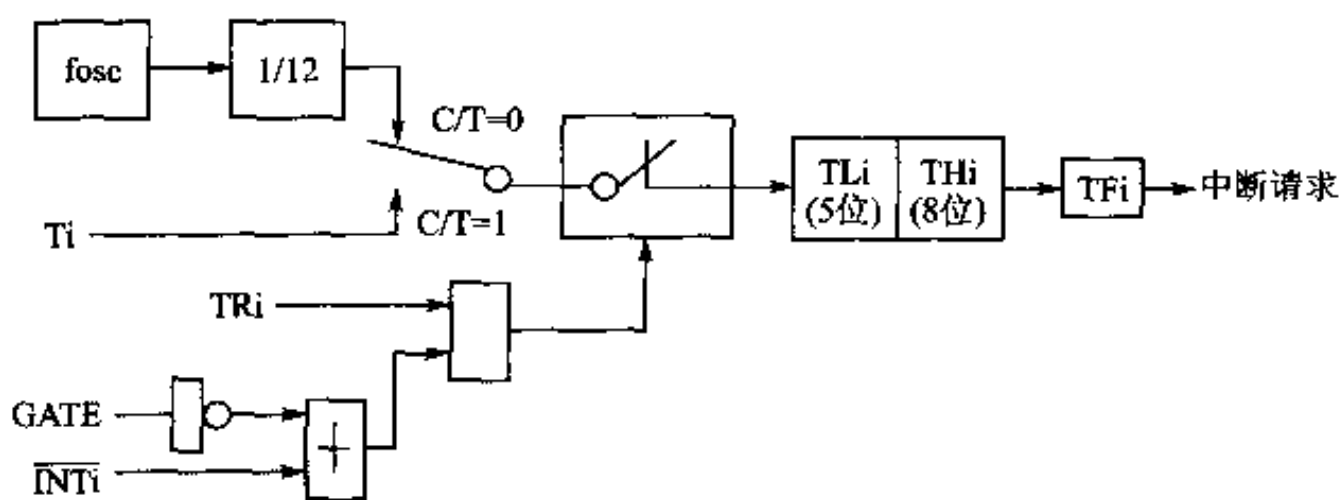 fosc
1/12
C/T=0
Ti
C/T=1
TLi
(5位)
THi
(8位)
TFi
中断请求
TRi
GATE
+
INTi